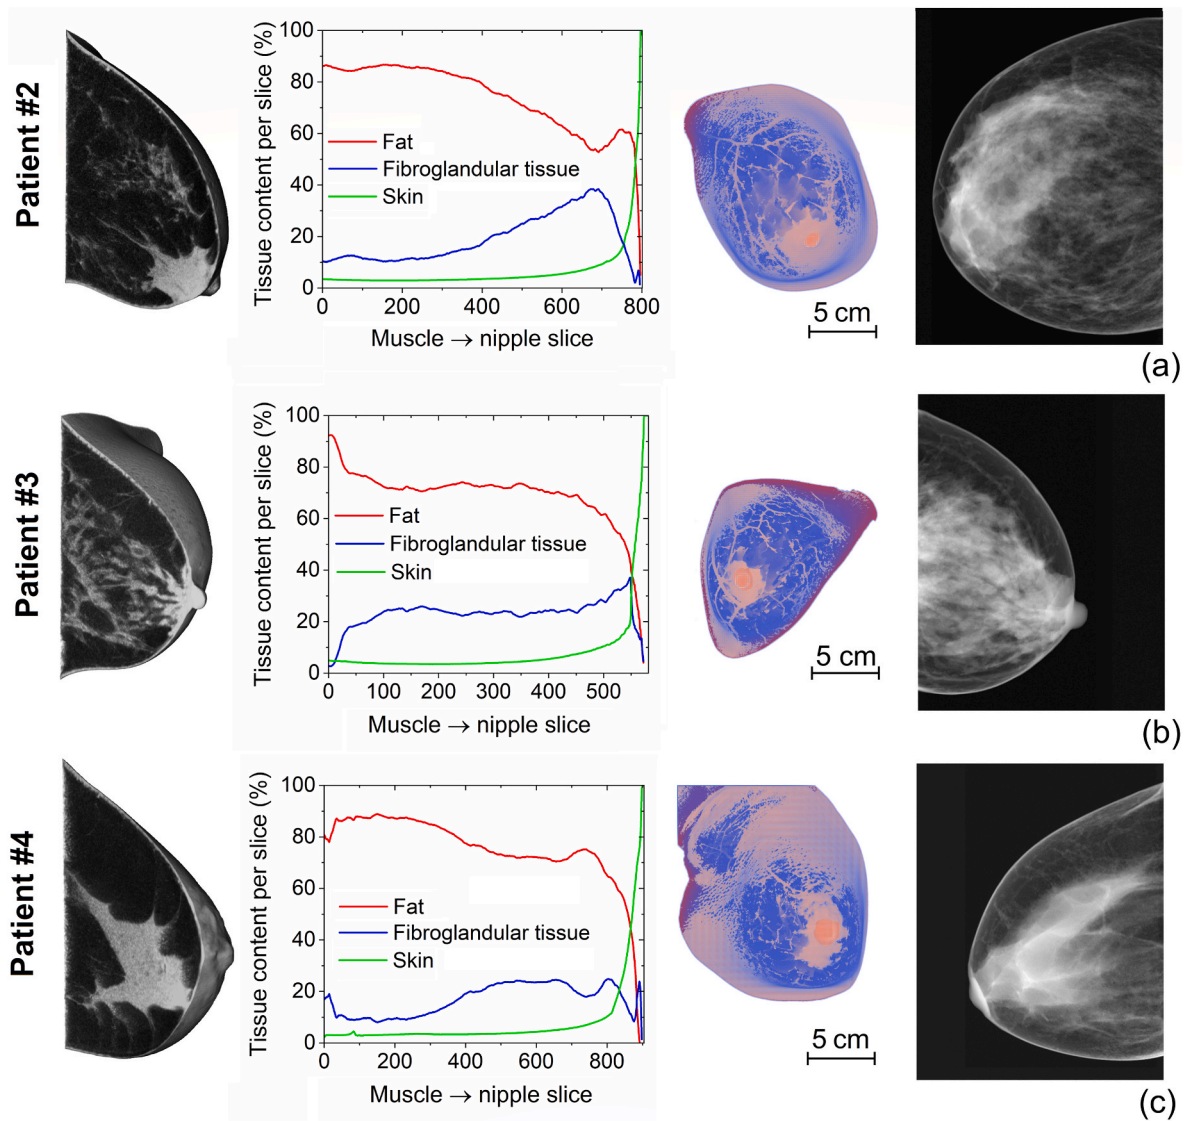 Patient #2
Tissue content per slice (%)
100
80
60
40
20
0
Fat
Fibroglandular tissue
Skin
0 200 400 600 800
Muscle → nipple slice
5 cm
(a)
Patient #3
Tissue content per slice (%)
100
80
60
40
20
0
Fat
Fibroglandular tissue
Skin
0 100 200 300 400 500
Muscle → nipple slice
5 cm
(b)
Patient #4
Tissue content per slice (%)
100
80
60
40
20
0
Fat
Fibroglandular tissue
Skin
0 200 400 600 800
Muscle → nipple slice
5 cm
(c)